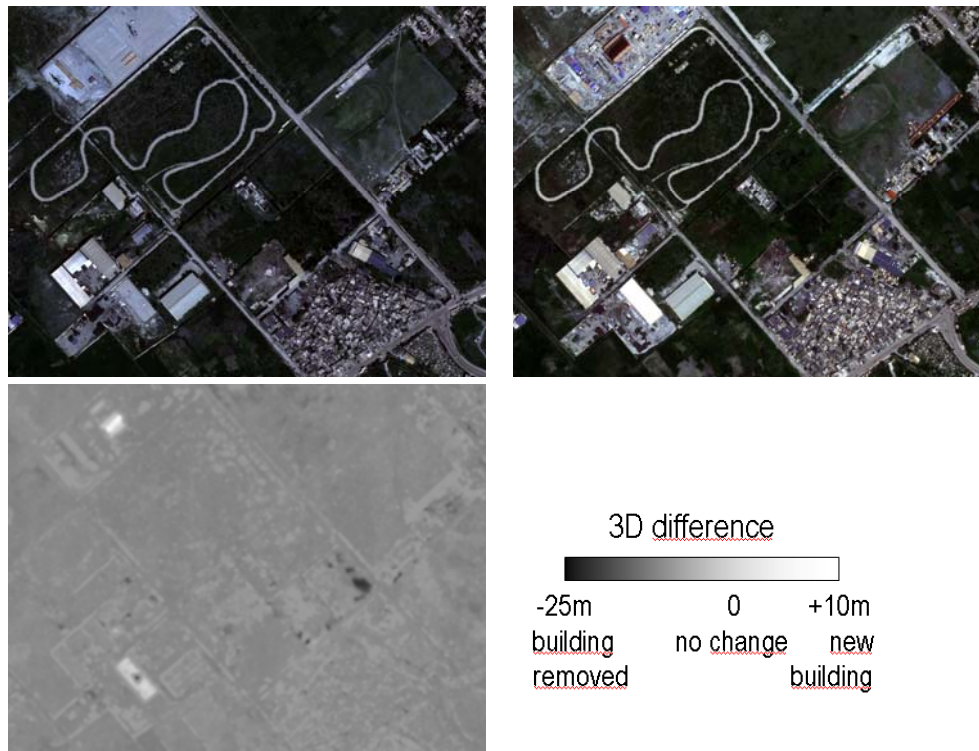 3D difference
-25m 0 +10m
building no change new
removed building